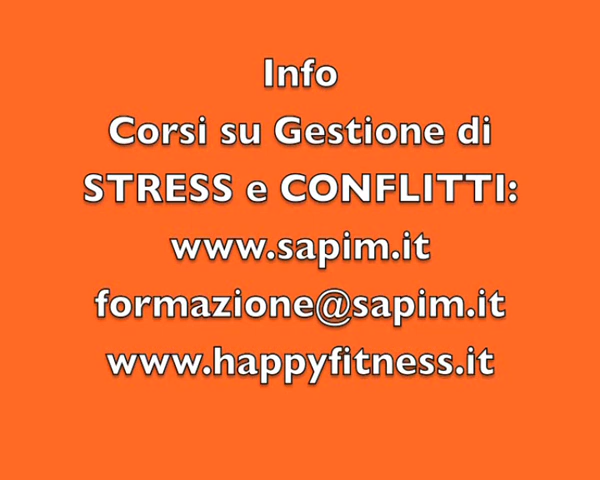 Info
Corsi su Gestione di
STRESS e CONFLITTI:
www.sapim.it
formazione@sapim.it
www.happyfitness.it